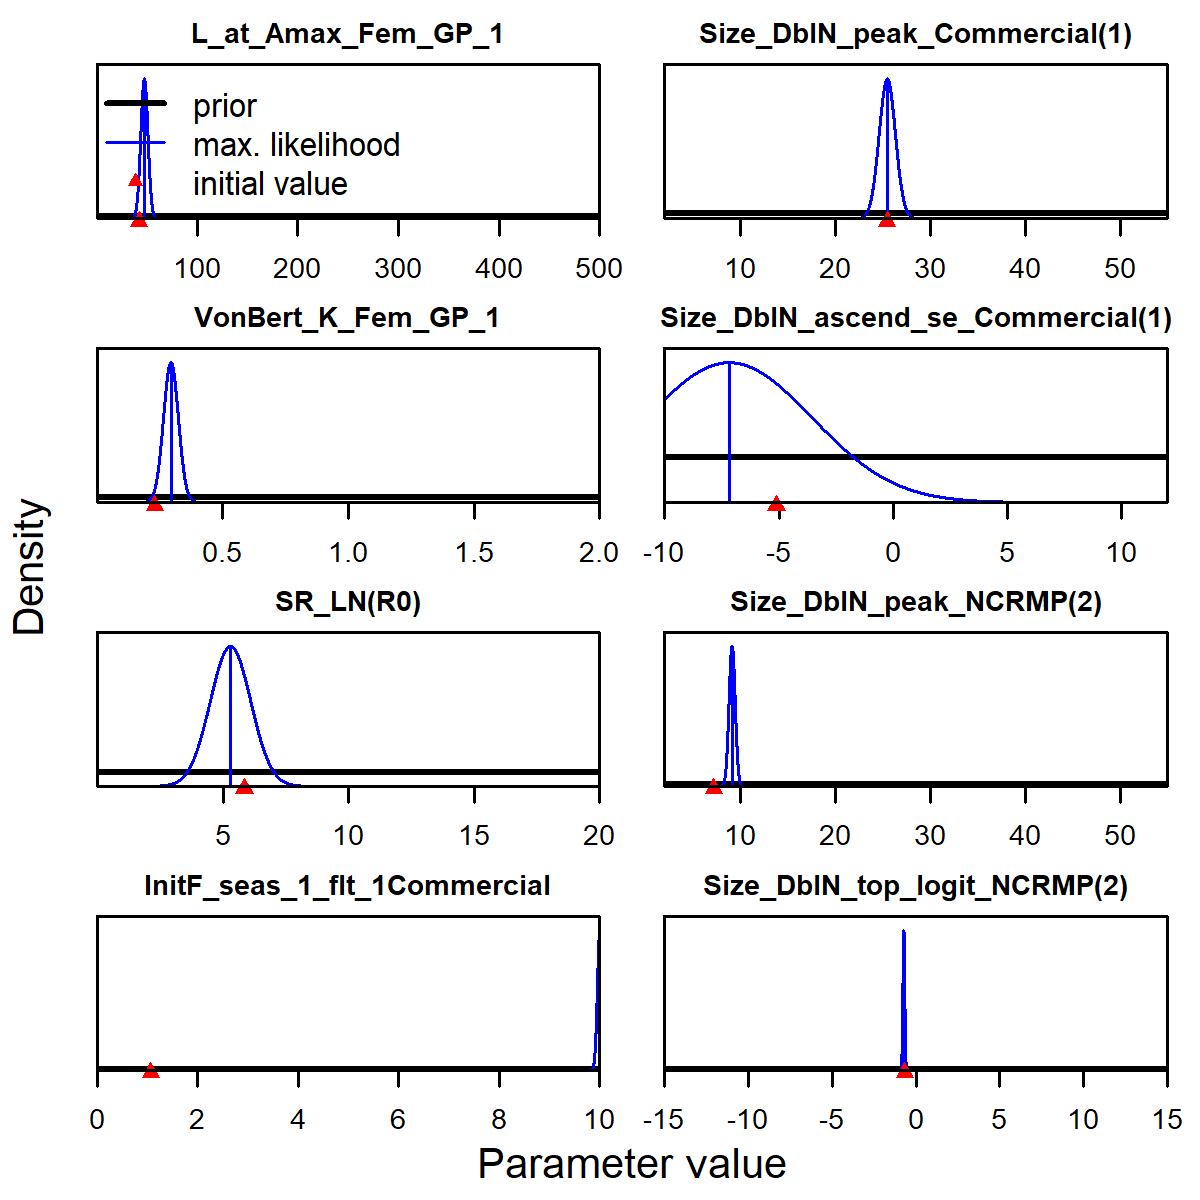 L_at_Amax_Fem_GP_1
prior
max. likelihood
initial value
100 200 300 400 500
Size_DblN_peak_Commercial(1)
10 20 30 40 50
VonBert_K_Fem_GP_1
0.5 1.0 1.5 2.0
Size_DblN_ascend_se_Commercial(1)
-10 -5 0 5 10
SR_LN(R0)
5 10 15 20
Size_DblN_peak_NCRMP(2)
10 20 30 40 50
InitF_seas_1_flt_1Commercial
0 2 4 6 8 10
Size_DblN_top_logit_NCRMP(2)
-15 -10 -5 0 5 10 15
Density
Parameter value